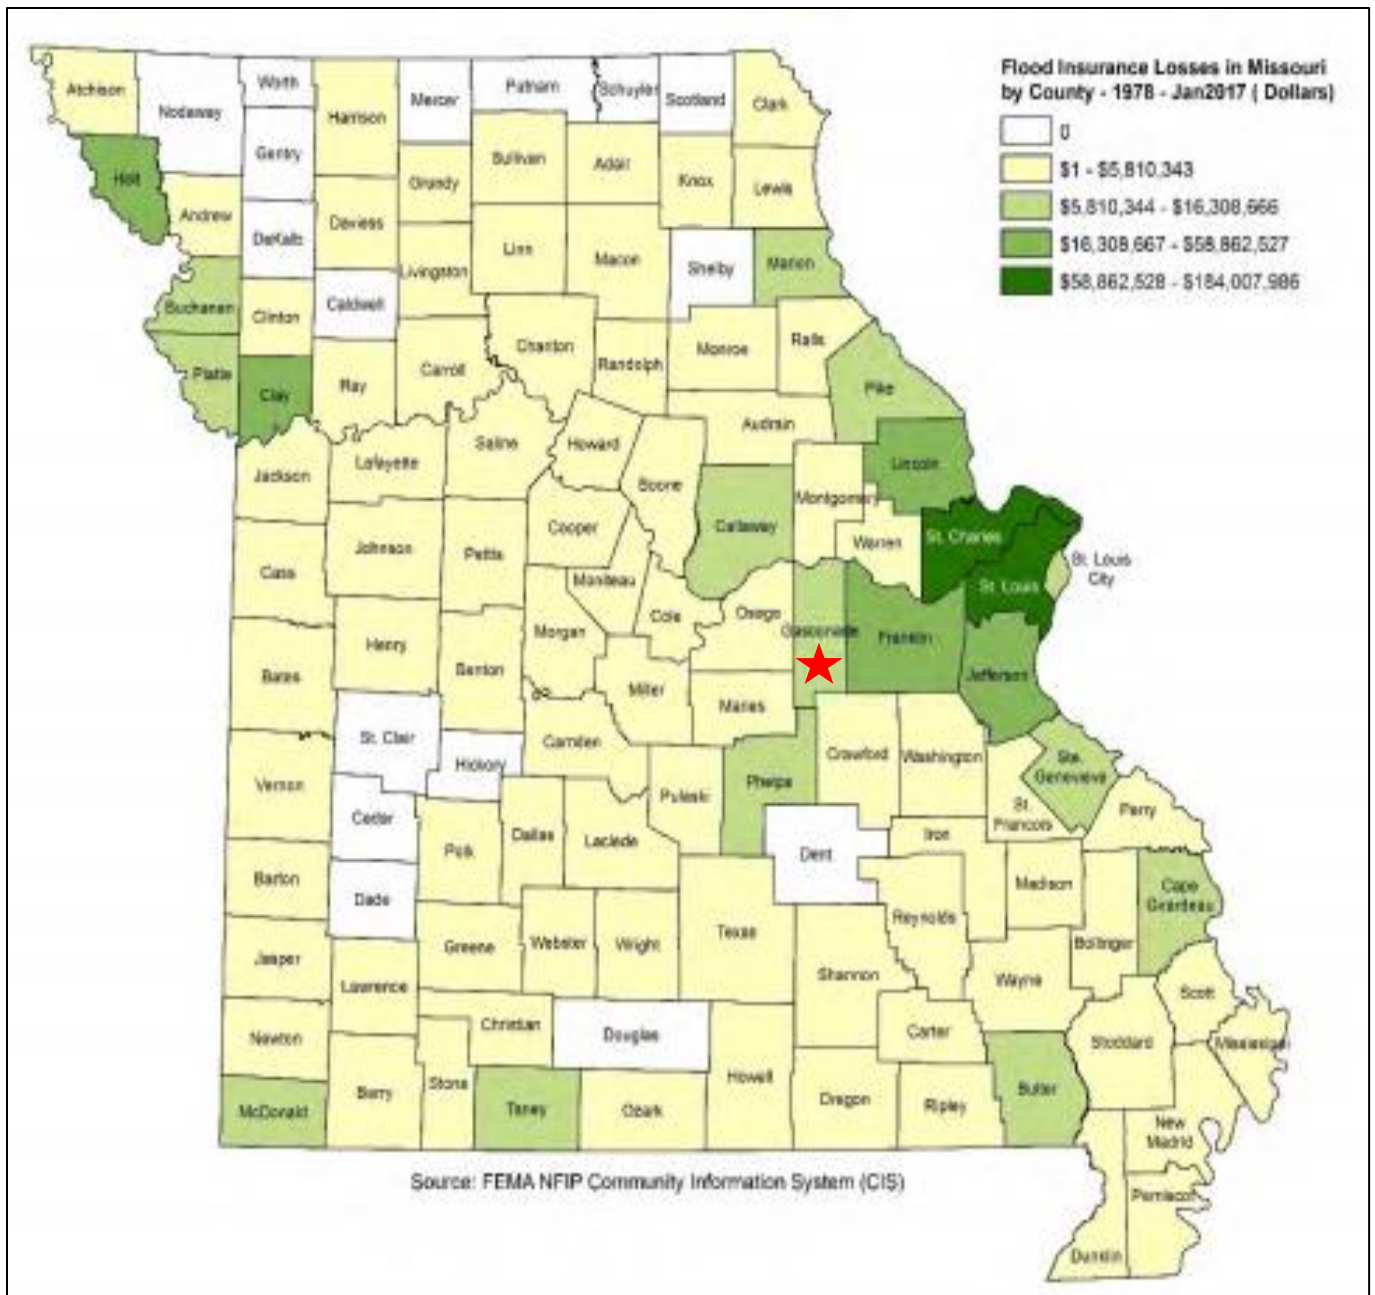 Flood Insurance Losses in Missouri
by County - 1978 - Jan2017 ( Dollars)
0
$1 - $5,810,343
$5,810,344 - $16,308,666
$16,308,667 - $58,862,527
$58,862,528 - $184,007,986
Atchison
Nodaway
Worth
Harrison
Mercer
Putnam
Schuyler
Scotland
Clark
Gentry
Holt
Andrew
DeKalb
Daviess
Grundy
Sullivan
Adair
Knox
Lewis
Linn
Macon
Shelby
Marion
Livingston
Buchanan
Clinton
Caldwell
Chariton
Randolph
Monroe
Ralls
Platte
Clay
Ray
Carroll
Pike
Audrain
Saline
Howard
Boone
Jackson
Lafayette
Lincoln
Montgomery
Callaway
Cooper
Johnson
Pettis
Warren
St. Charles
St. Louis
City
St. Louis
Cass
Moniteau
Cole
Osage
Gasconade
Franklin
Morgan
Henry
Benton
Miller
Maries
Jefferson
Bates
St. Clair
Hickory
Camden
Crawford
Washington
Ste.
Genevieve
Vernon
Phelps
Pulaski
St.
Francois
Perry
Cedar
Dallas
Laclede
Polk
Iron
Dent
Barton
Dade
Madison
Cape
Girardeau
Reynolds
Greene
Webster
Wright
Texas
Bollinger
Jasper
Lawrence
Shannon
Wayne
Scott
Newton
Christian
Douglas
Carter
Stoddard
Mississippi
McDonald
Barry
Stone
Taney
Ozark
Howell
Oregon
Ripley
Butler
New
Madrid
Pemiscot
Dunklin
Source: FEMA NFIP Community Information System (CIS)